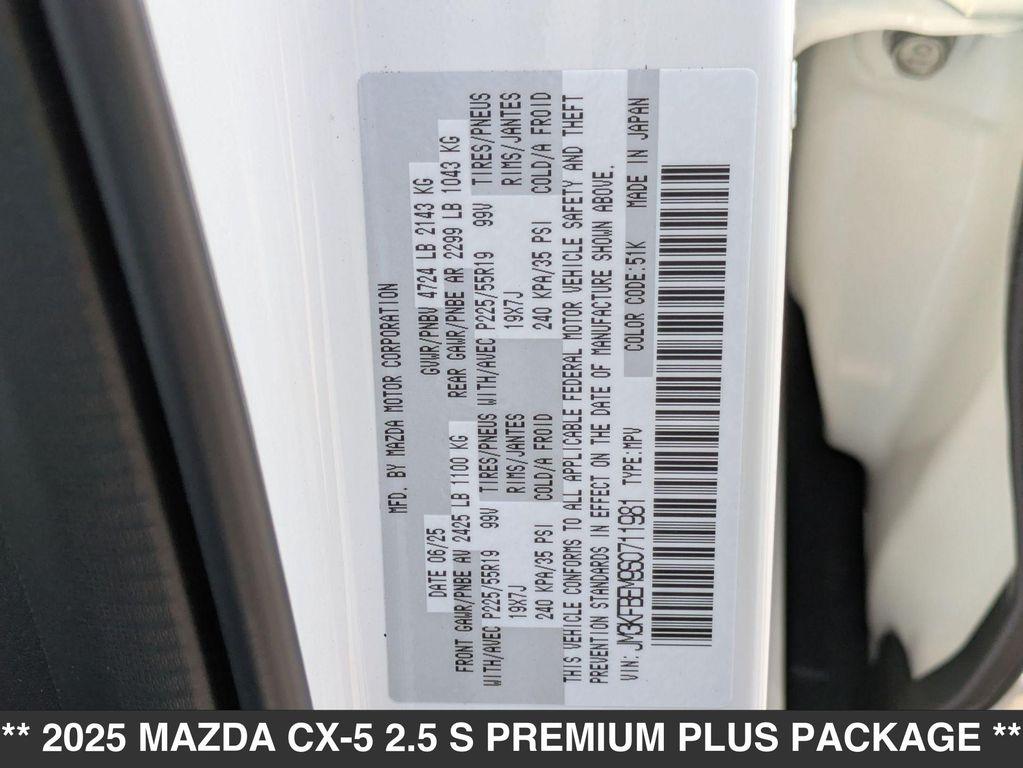 MFD. BY MAZDA MOTOR CORPORATION
DATE 06/25 GVWR/PNBV 4724 LB 2143 KG
FRONT GAWR/PNBE AV 2425 LB 1100 KG REAR GAWR/PNBE AR 2299 LB 1043 KG
WITH/AVEC P225/55R19 99V TIRES/PNEUS WITH/AVEC P225/55R19 99V TIRES/PNEUS
19X7J RIMS/JANTES 19X7J RIMS/JANTES
240 KPA/35 PSI COLD/A FROID 240 KPA/35 PSI COLD/A FROID
THIS VEHICLE CONFORMS TO ALL APPLICABLE FEDERAL MOTOR VEHICLE SAFETY AND THEFT
PREVENTION STANDARDS IN EFFECT ON THE DATE OF MANUFACTURE SHOWN ABOVE.
VIN: JM3KFBEM9S0711981 TYPE:MPV COLOR CODE:51K MADE IN JAPAN
** 2025 MAZDA CX-5 2.5 S PREMIUM PLUS PACKAGE **